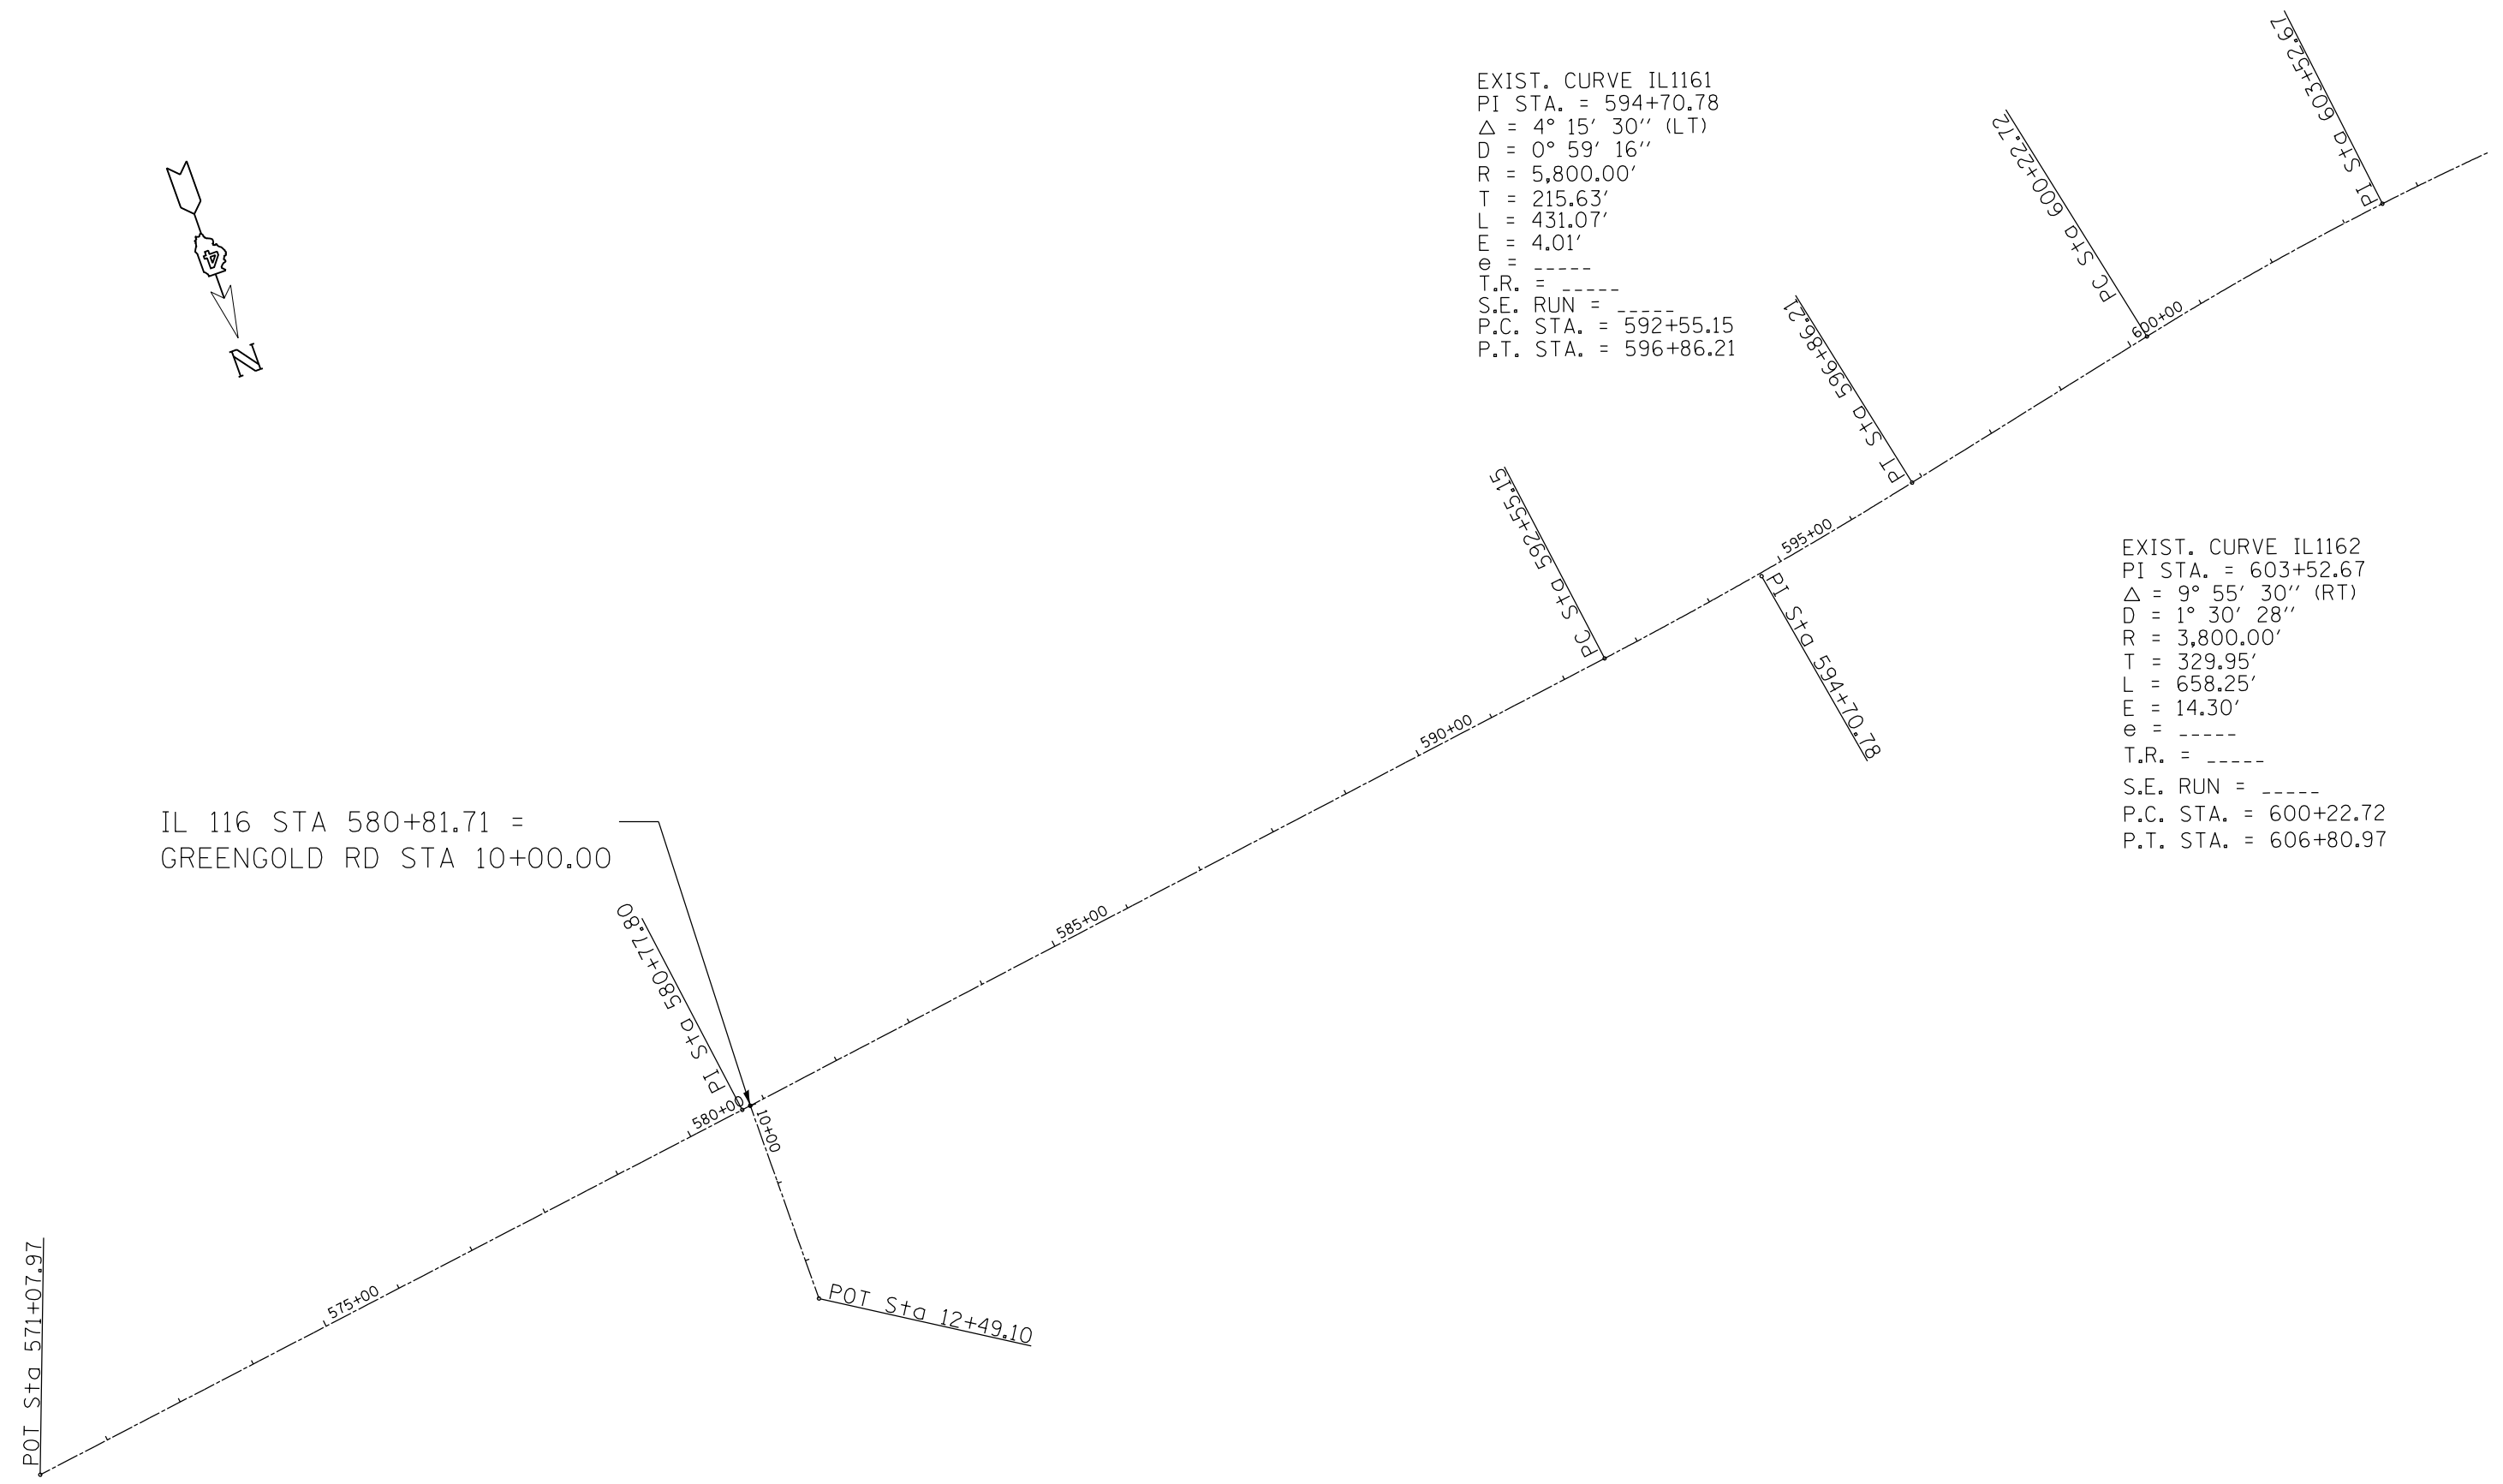 EXIST. CURVE IL1161
PI STA. = 594+70.78
△ = 4° 15' 30'' (LT)
D = 0° 59' 16''
R = 5,800.00'
T = 215.63'
L = 431.07'
E = 4.01'
e = _____
T.R. = _____
S.E. RUN = _____
P.C. STA. = 592+55.15
P.T. STA. = 596+86.21
PI Sta 603+52.67
PC Sta 600+22.72
600+00
PI Sta 596+86.21
595+00
PC Sta 592+55.15
PI Sta 594+70.78
EXIST. CURVE IL1162
PI STA. = 603+52.67
△ = 9° 55' 30'' (RT)
D = 1° 30' 28''
R = 3,800.00'
T = 329.95'
L = 658.25'
E = 14.30'
e = _____
T.R. = _____
S.E. RUN = _____
P.C. STA. = 600+22.72
P.T. STA. = 606+80.97
4
N
590+00
IL 116 STA 580+81.71 =
GREENGOLD RD STA 10+00.00
585+00
PI Sta 580+77.80
580+00
10+00
575+00
POT Sta 12+49.10
POT Sta 571+07.97